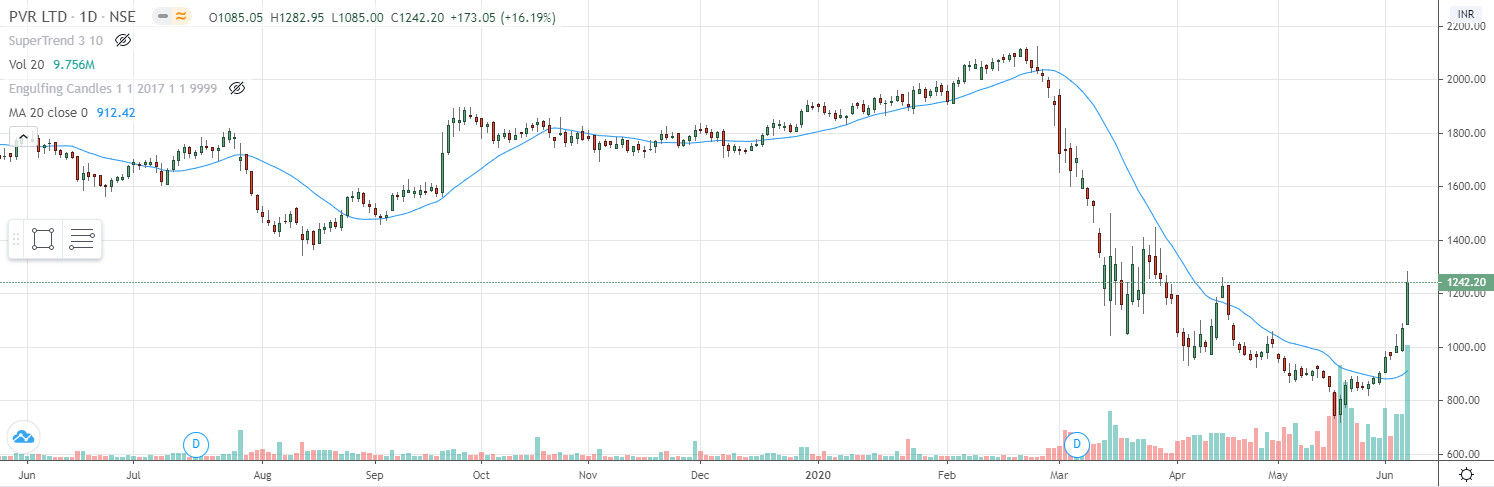 PVR LTD · 1D · NSE O1085.05 H1282.95 L1085.00 C1242.20 +173.05 (+16.19%)
SuperTrend 3 10
Vol 20 9.756M
Engulfing Candles 1 1 2017 1 1 9999
MA 20 close 0 912.42
INR
2200.00
2000.00
1800.00
1600.00
1400.00
1242.20
1200.00
1000.00
800.00
600.00
D D
Jun Jul Aug Sep Oct Nov Dec 2020 Feb Mar Apr May Jun